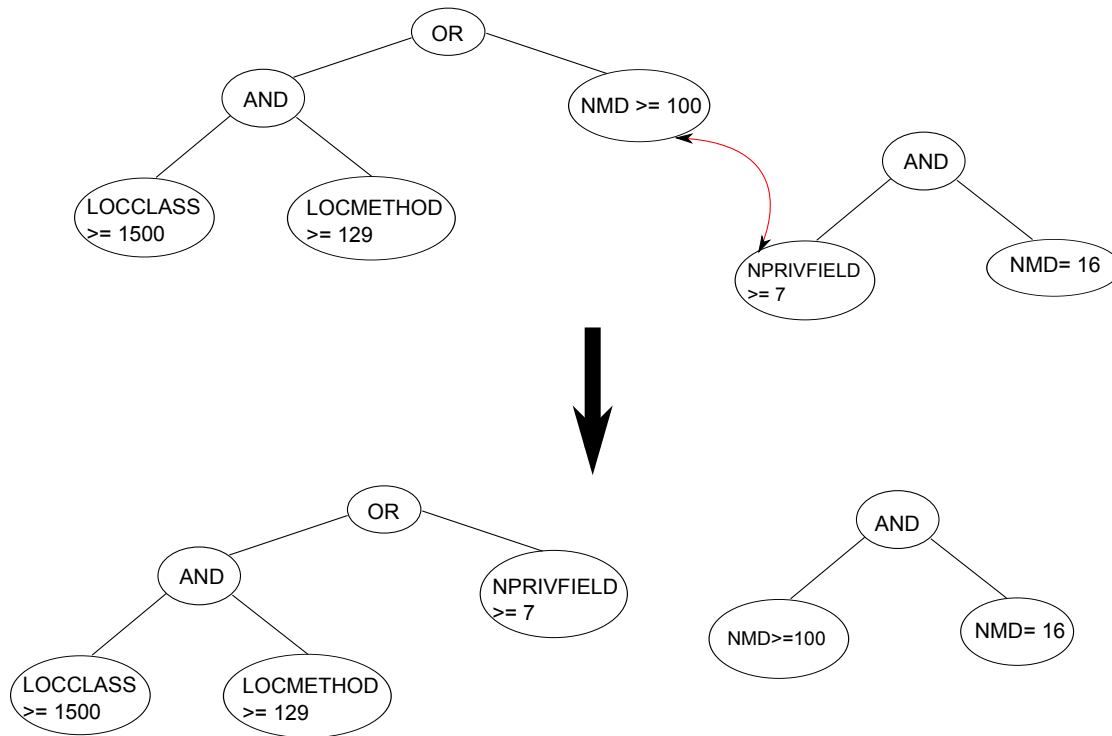 OR
AND
NMD >= 100
AND
LOCCLASS
>= 1500
LOCMETHOD
>= 129
NPRIVFIELD
>= 7
NMD= 16
OR
AND
AND
NPRIVFIELD
>= 7
NMD>=100
NMD= 16
LOCCLASS
>= 1500
LOCMETHOD
>= 129